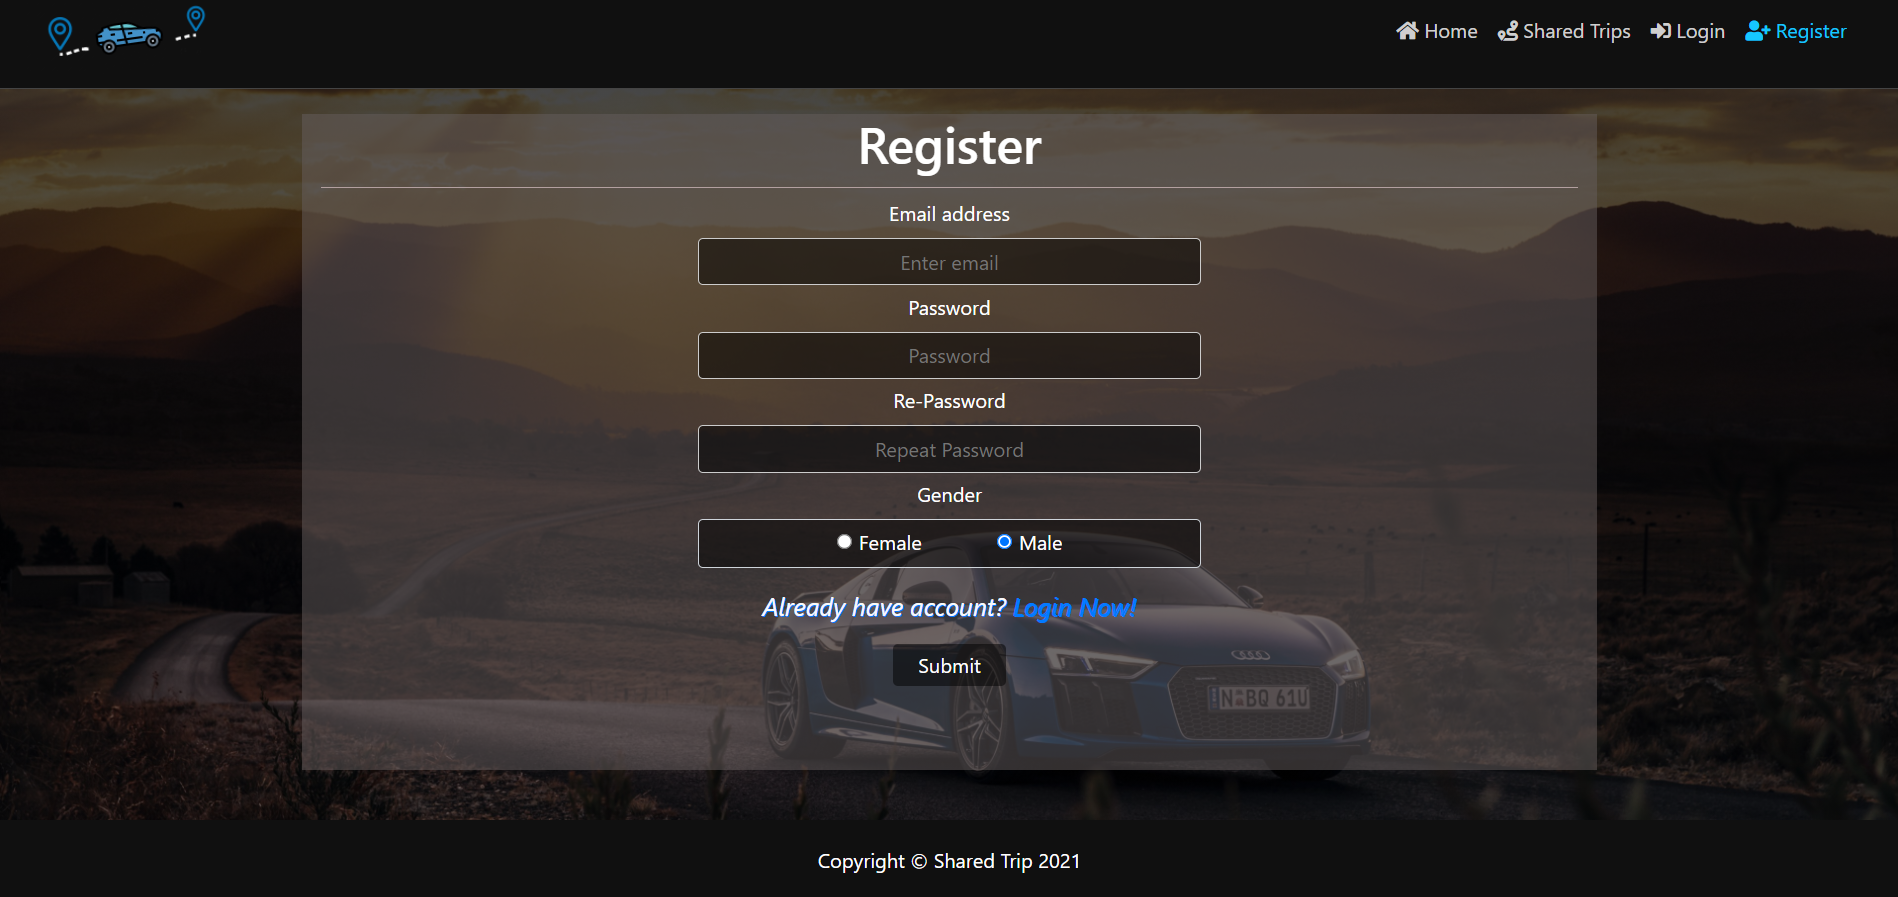 Home Shared Trips Login Register
Register
Email address
Enter email
Password
Password
Re-Password
Repeat Password
Gender
Female Male
Already have account? Login Now!
Submit
N BQ 61U
Copyright © Shared Trip 2021